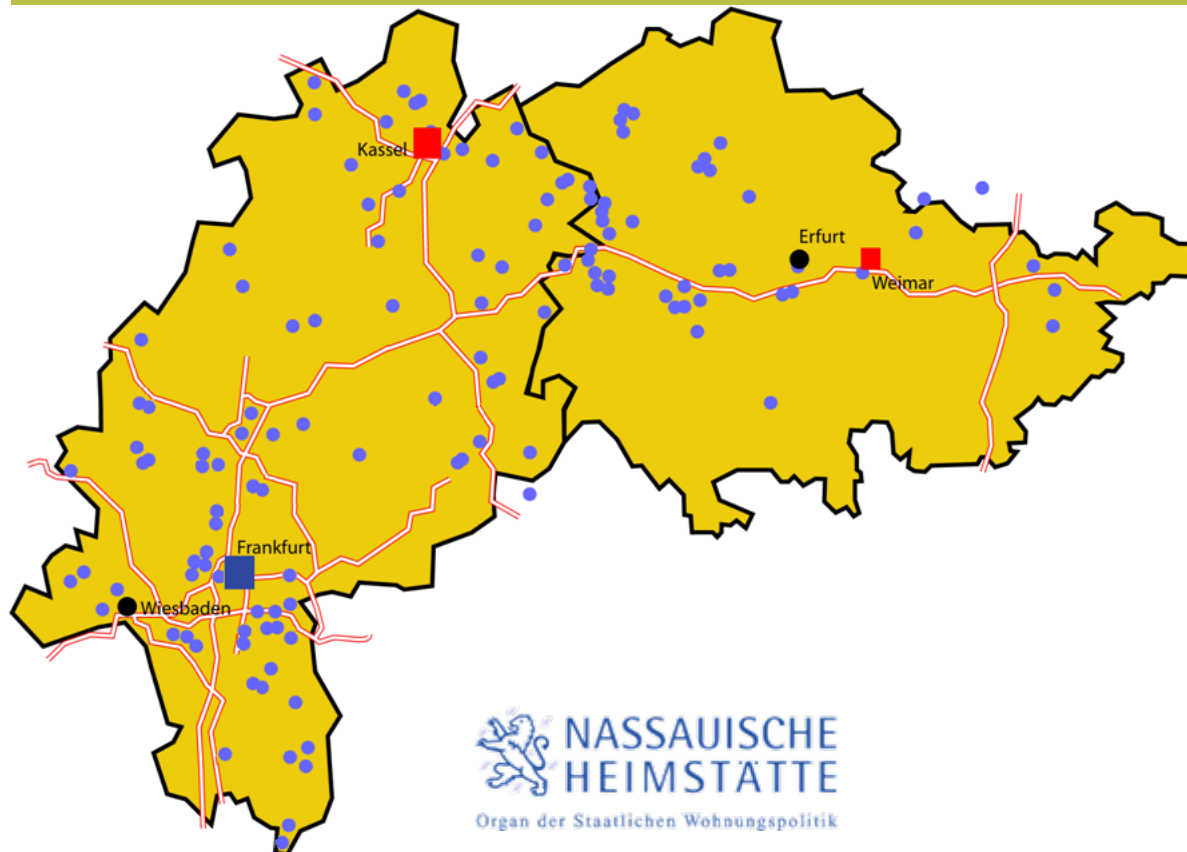 Kassel
Erfurt
Weimar
Frankfurt
Wiesbaden
NASSAUISCHE
HEIMSTÄTTE
Organ der Staatlichen Wohnungspolitik